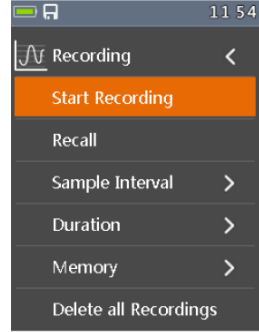 11 54
Recording
Start Recording
Recall
Sample Interval
Duration
Memory
Delete all Recordings